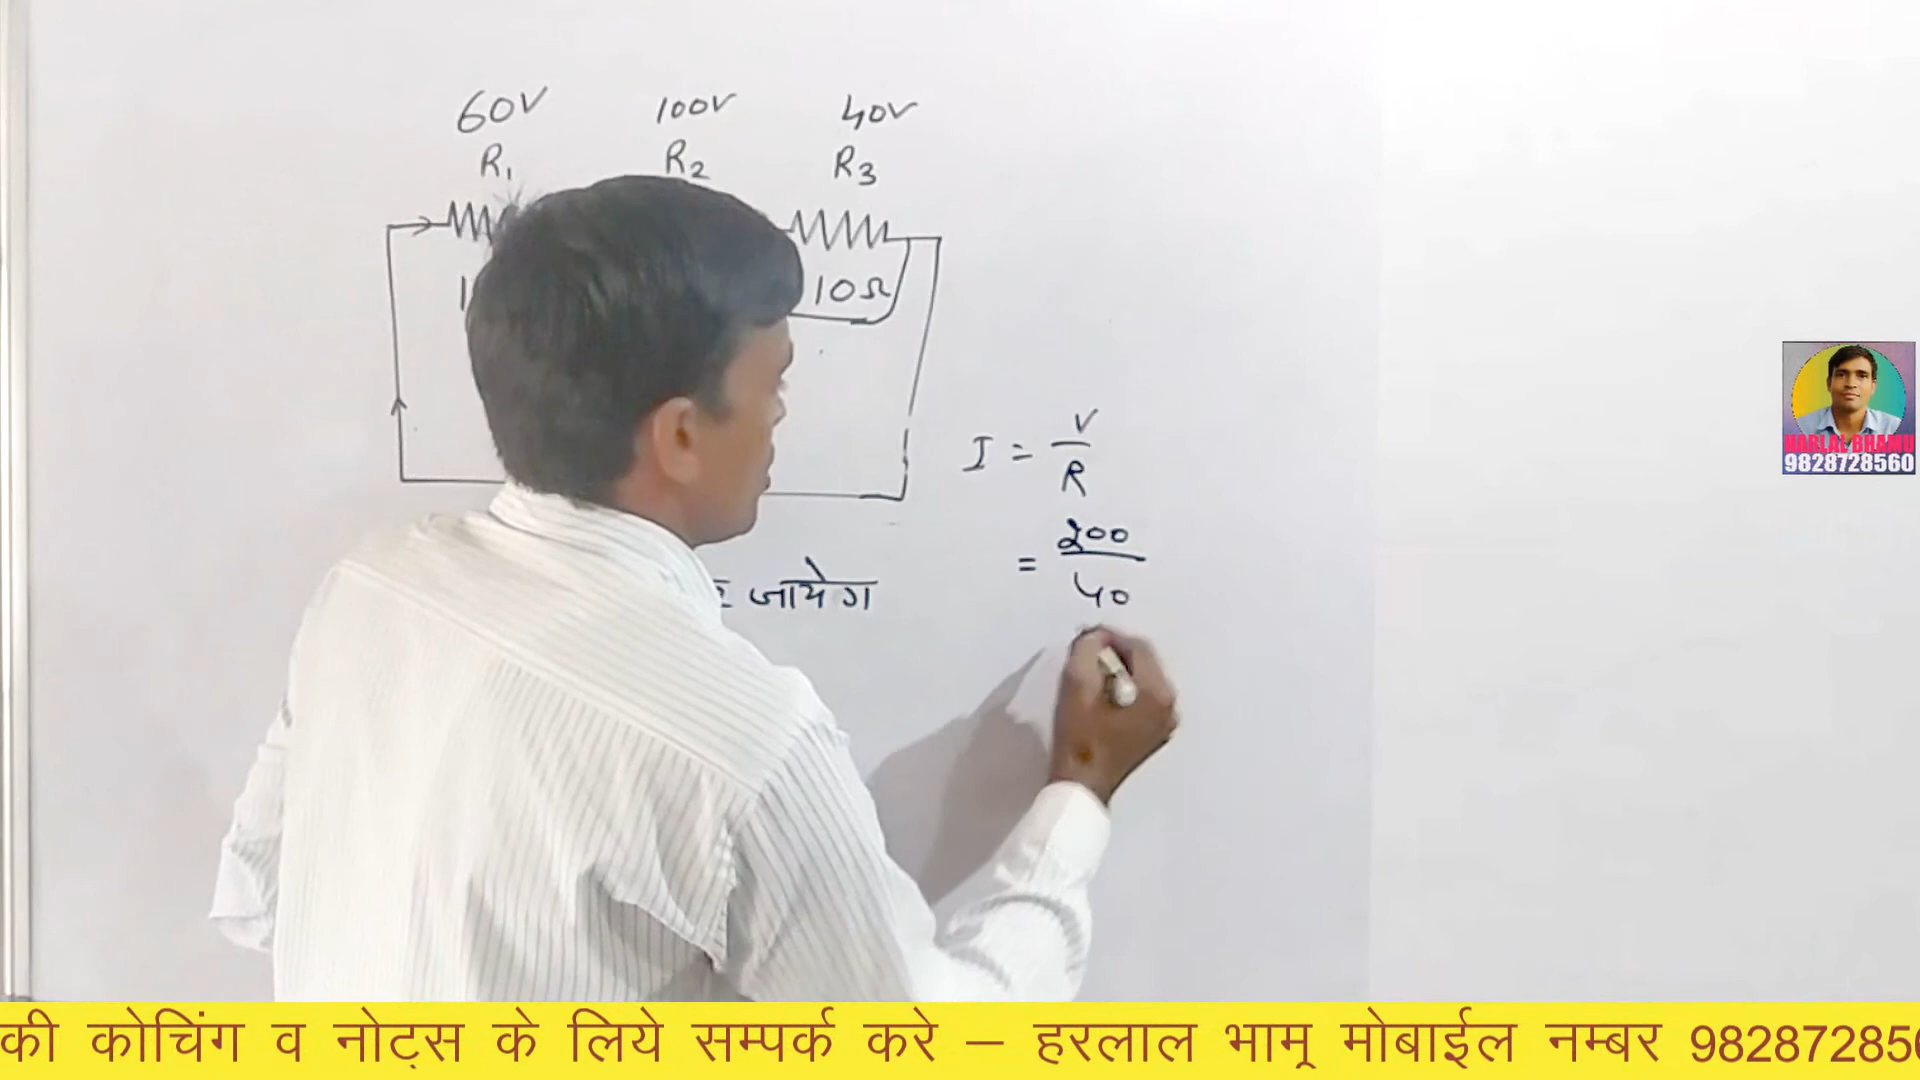 60V 100V 40V
R1 R2 R3
10Ω
I = V/R
= 200/40
जायेगा
HARLAL BHAMU
9828728560
की कोचिंग व नोट्स के लिये सम्पर्क करे – हरलाल भामू मोबाईल नम्बर 982872856